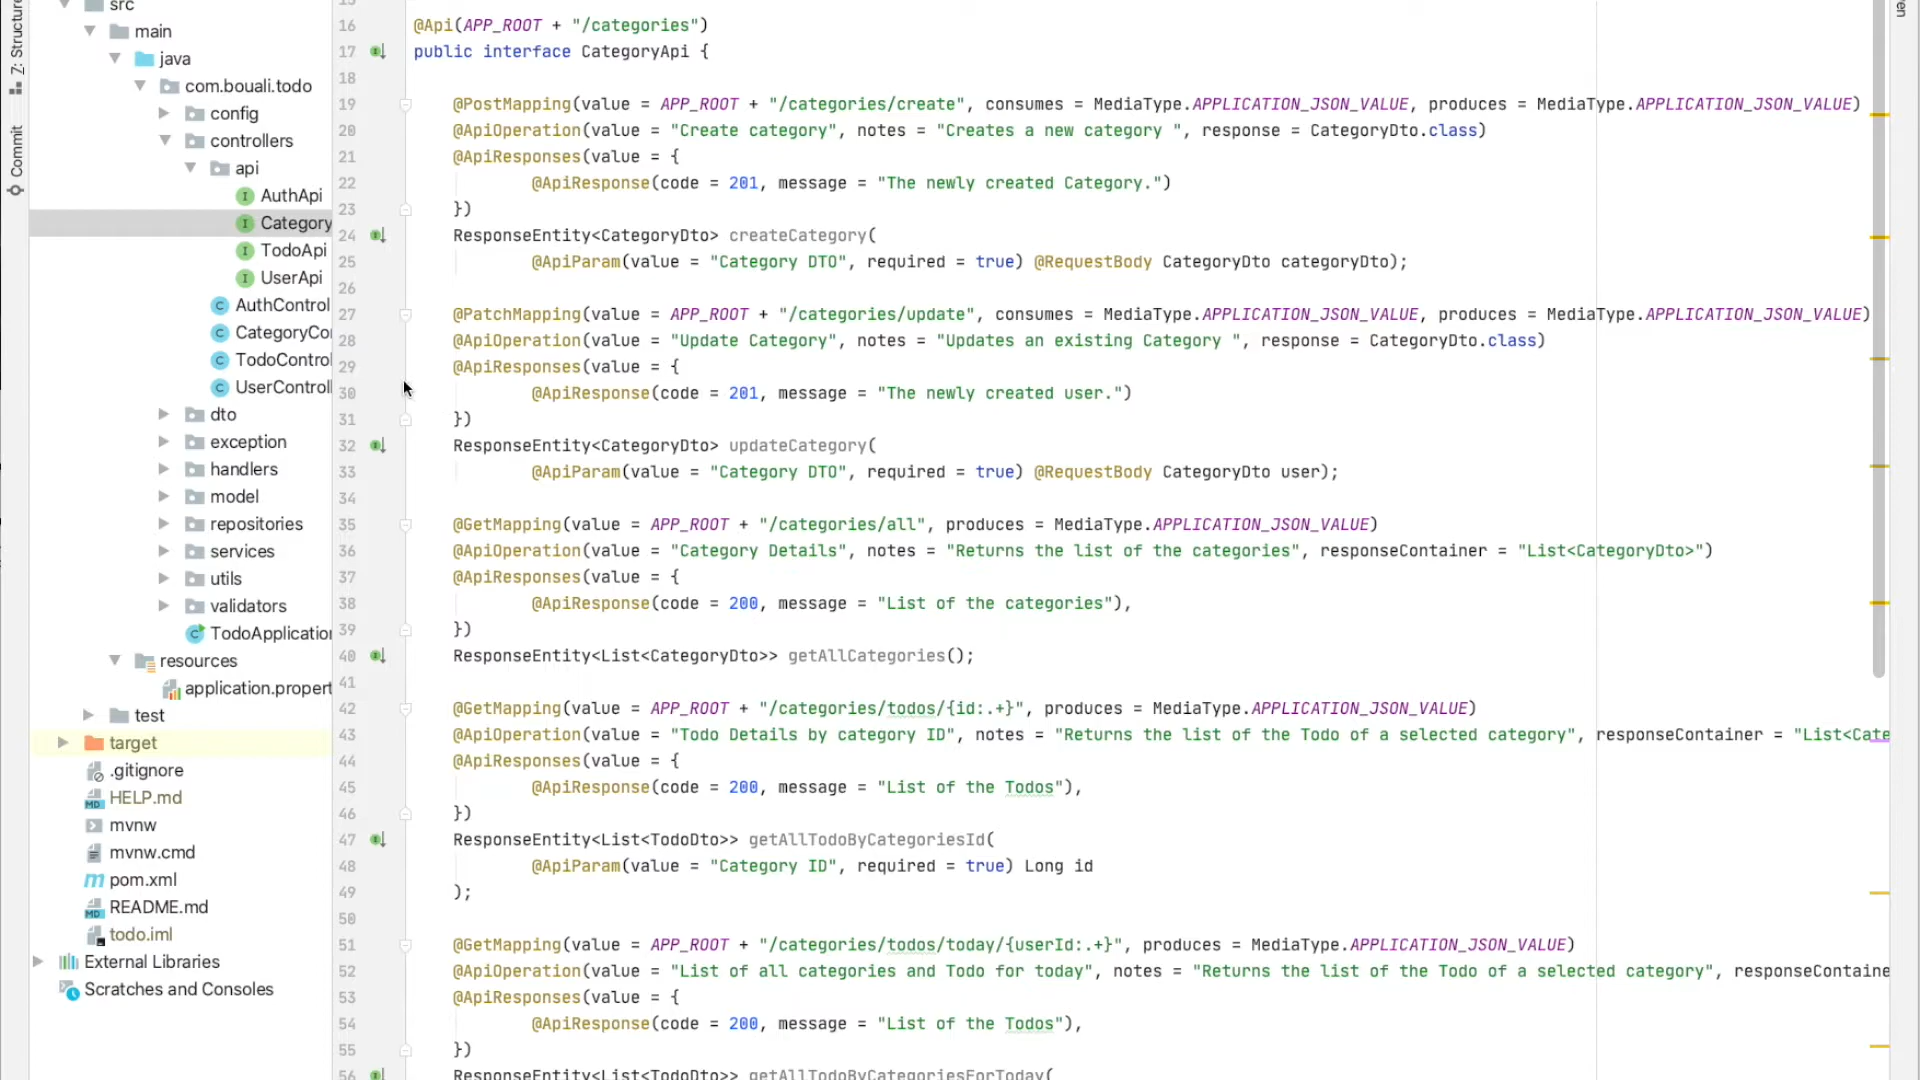 Z: Structure
Commit
src
main
java
com.bouali.todo
config
controllers
api
AuthApi
Category
TodoApi
UserApi
AuthControl
CategoryCo
TodoControl
UserControll
dto
exception
handlers
model
repositories
services
utils
validators
TodoApplication
resources
application.propert
test
target
.gitignore
HELP.md
mvnw
mvnw.cmd
pom.xml
README.md
todo.iml
External Libraries
Scratches and Consoles
16 @Api(APP_ROOT + "/categories")
17 public interface CategoryApi {
18
19 @PostMapping(value = APP_ROOT + "/categories/create", consumes = MediaType.APPLICATION_JSON_VALUE, produces = MediaType.APPLICATION_JSON_VALUE)
20 @ApiOperation(value = "Create category", notes = "Creates a new category ", response = CategoryDto.class)
21 @ApiResponses(value = {
22 @ApiResponse(code = 201, message = "The newly created Category.")
23 })
24 ResponseEntity<CategoryDto> createCategory(
25 @ApiParam(value = "Category DTO", required = true) @RequestBody CategoryDto categoryDto);
26
27 @PatchMapping(value = APP_ROOT + "/categories/update", consumes = MediaType.APPLICATION_JSON_VALUE, produces = MediaType.APPLICATION_JSON_VALUE)
28 @ApiOperation(value = "Update Category", notes = "Updates an existing Category ", response = CategoryDto.class)
29 @ApiResponses(value = {
30 @ApiResponse(code = 201, message = "The newly created user.")
31 })
32 ResponseEntity<CategoryDto> updateCategory(
33 @ApiParam(value = "Category DTO", required = true) @RequestBody CategoryDto user);
34
35 @GetMapping(value = APP_ROOT + "/categories/all", produces = MediaType.APPLICATION_JSON_VALUE)
36 @ApiOperation(value = "Category Details", notes = "Returns the list of the categories", responseContainer = "List<CategoryDto>")
37 @ApiResponses(value = {
38 @ApiResponse(code = 200, message = "List of the categories"),
39 })
40 ResponseEntity<List<CategoryDto>> getAllCategories();
41
42 @GetMapping(value = APP_ROOT + "/categories/todos/{id:.+}", produces = MediaType.APPLICATION_JSON_VALUE)
43 @ApiOperation(value = "Todo Details by category ID", notes = "Returns the list of the Todo of a selected category", responseContainer = "List<Cate
44 @ApiResponses(value = {
45 @ApiResponse(code = 200, message = "List of the Todos"),
46 })
47 ResponseEntity<List<TodoDto>> getAllTodoByCategoriesId(
48 @ApiParam(value = "Category ID", required = true) Long id
49 );
50
51 @GetMapping(value = APP_ROOT + "/categories/todos/today/{userId:.+}", produces = MediaType.APPLICATION_JSON_VALUE)
52 @ApiOperation(value = "List of all categories and Todo for today", notes = "Returns the list of the Todo of a selected category", responseContaine
53 @ApiResponses(value = {
54 @ApiResponse(code = 200, message = "List of the Todos"),
55 })
56 ResponseEntity<List<TodoDto>> getAllTodoByCategoriesForToday(